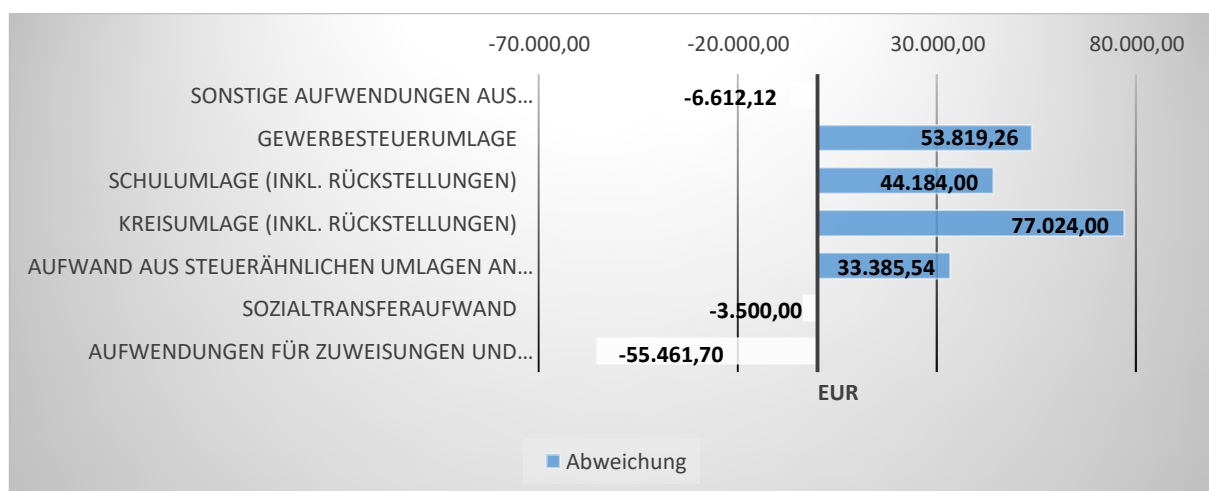 -70.000,00 -20.000,00 30.000,00 80.000,00
SONSTIGE AUFWENDUNGEN AUS... -6.612,12
GEWERBESTEUERUMLAGE 53.819,26
SCHULUMLAGE (INKL. RÜCKSTELLUNGEN) 44.184,00
KREISUMLAGE (INKL. RÜCKSTELLUNGEN) 77.024,00
AUFWAND AUS STEUERÄHNLICHEN UMLAGEN AN... 33.385,54
SOZIALTRANSFERAUFWAND -3.500,00
AUFWENDUNGEN FÜR ZUWEISUNGEN UND... -55.461,70
EUR
Abweichung